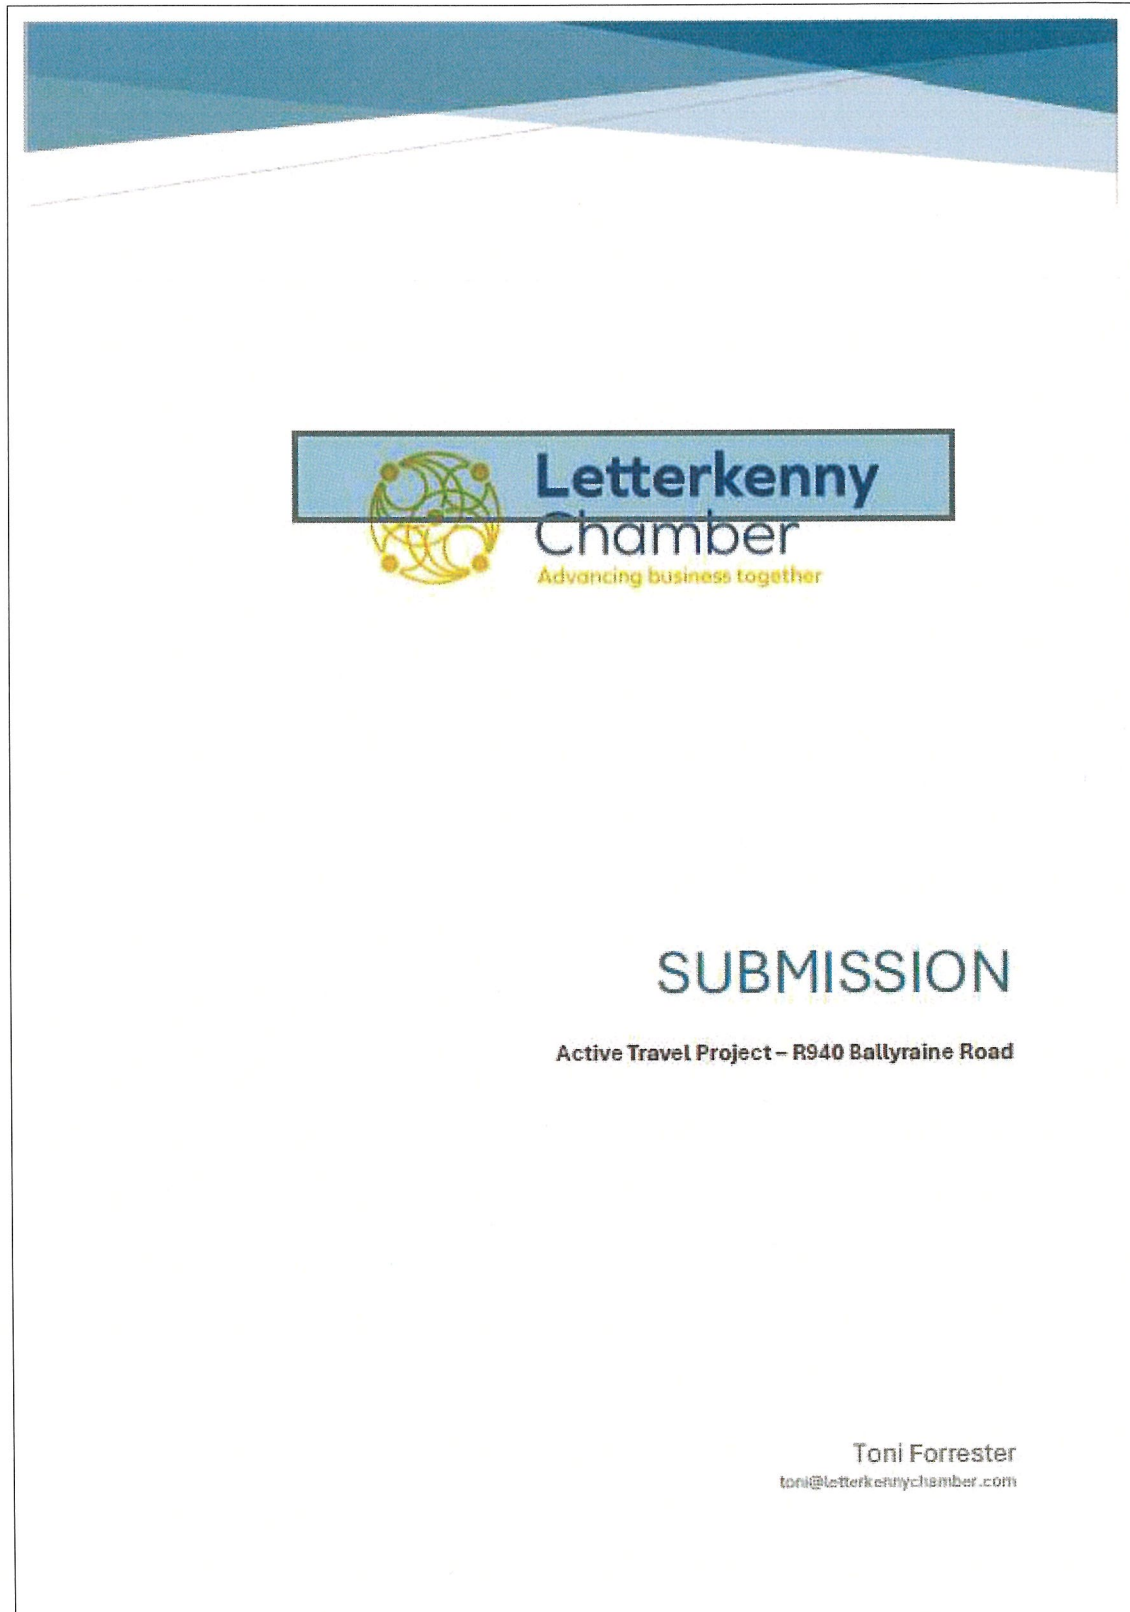 Letterkenny
Chamber
Advancing business together
SUBMISSION
Active Travel Project – R940 Ballyraine Road
Toni Forrester
toni@letterkennychamber.com